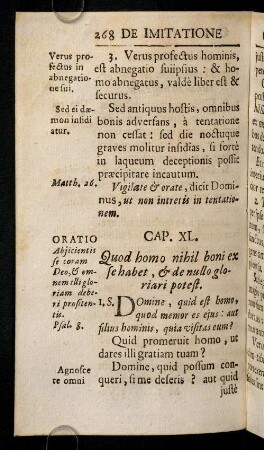 268 DE IMITATIONE
Verus pro-
fectus in
abnegatio-
ne sui.
3. Verus profectus hominis,
est abnegatio suiipsius: & ho-
mo abnegatus, valdè liber est &
securus.
Sed ei dæ-
mon insidi
atur.
Sed antiquus hostis, omnibus
bonis adversans, à tentatione
non cessat: sed die noctuque
graves molitur insidias, si fortè
in laqueum deceptionis possit
præcipitare incautum.
Matth. 26.
Vigilate & orate, dicit Domi-
nus, ut non intretis in tentatio-
nem.
CAP. XL.
Quod homo nihil boni ex
se habet, & de nullo glo-
riari potest.
ORATIO
Abjicientis
se coram
Deo, & om-
nem illi glo-
riam debe-
ri profiten-
tis.
Psal. 8.
1. S. DOmine, quid est homo,
quod memor es ejus: aut
filius hominis, quia visitas eum?
Quid promeruit homo, ut
dares illi gratiam tuam?
Agnosce
te omni
Domine, quid possum con-
queri, si me deseris? aut quid
justè